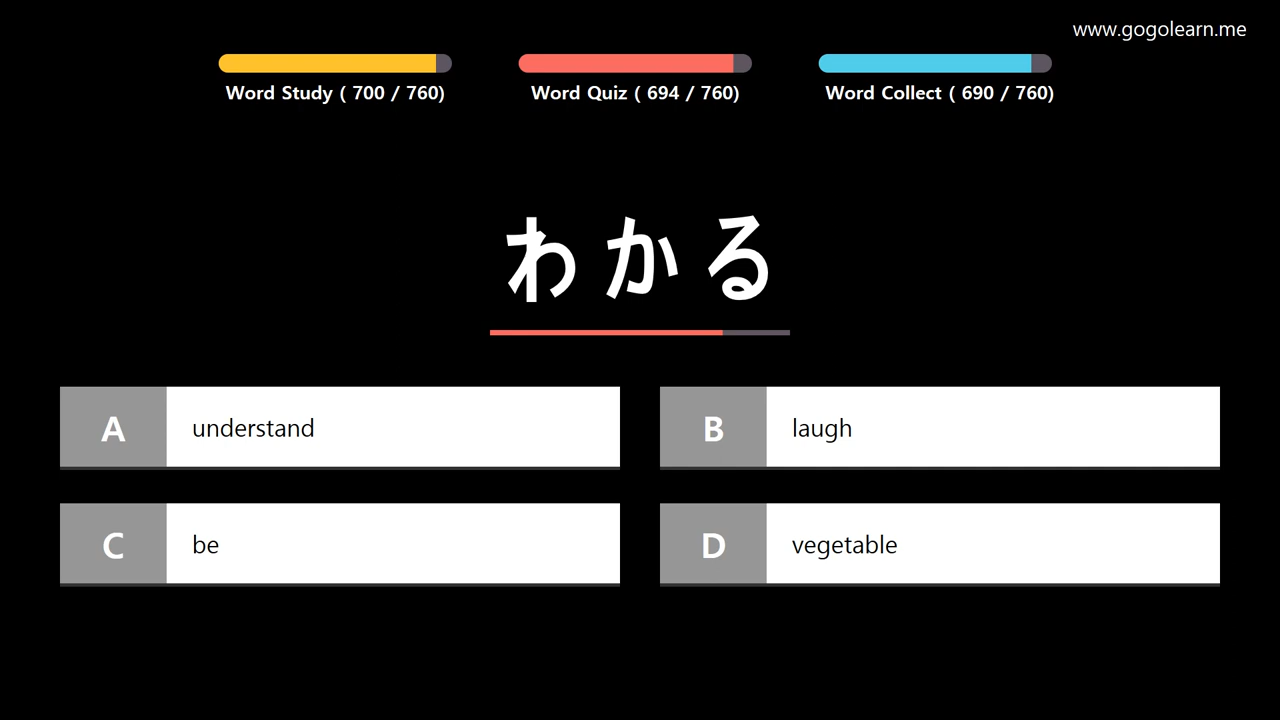 www.gogolearn.me
Word Study ( 700 / 760)
Word Quiz ( 694 / 760)
Word Collect ( 690 / 760)
わかる
A understand
B laugh
C be
D vegetable